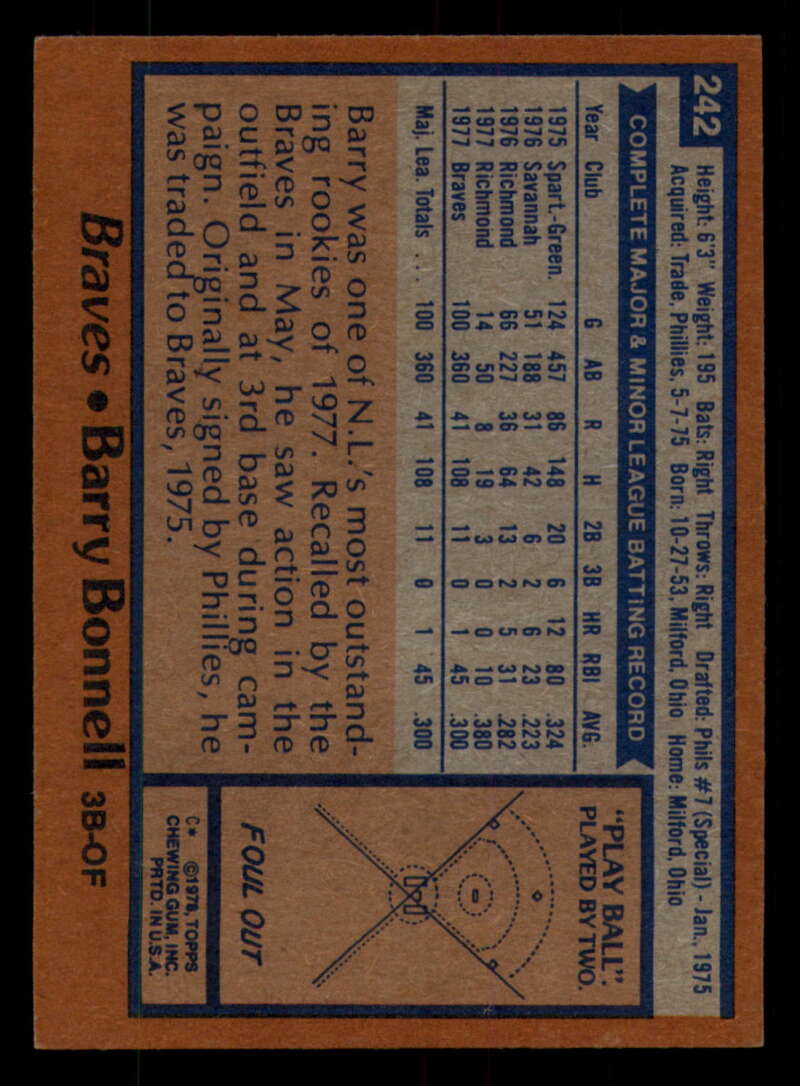 242
Height: 6'3" Weight: 195 Bats: Right Throws: Right Drafted: Phils #7 (Special) - Jan., 1975
Acquired: Trade, Phillies, 5-7-75 Born: 10-27-53, Milford, Ohio Home: Milford, Ohio
COMPLETE MAJOR & MINOR LEAGUE BATTING RECORD
Year Club G AB R H 2B 3B HR RBI AVG.
1975 Spart.-Green. 124 457 86 148 20 6 12 80 .324
1976 Savannah 51 188 31 42 6 2 6 23 .223
1976 Richmond 66 227 36 64 13 2 5 31 .282
1977 Richmond 14 50 8 19 3 0 0 10 .380
1977 Braves 100 360 41 108 11 0 1 45 .300
Maj. Lea. Totals ... 100 360 41 108 11 0 1 45 .300
Barry was one of N.L.'s most outstand-
ing rookies of 1977. Recalled by the
Braves in May, he saw action in the
outfield and at 3rd base during cam-
paign. Originally signed by Phillies, he
was traded to Braves, 1975.
"PLAY BALL"
PLAYED BY TWO.
FOUL OUT
C* ©1978, TOPPS
CHEWING GUM, INC.
PRTD. IN U.S.A.
Braves • Barry Bonnell 3B-OF